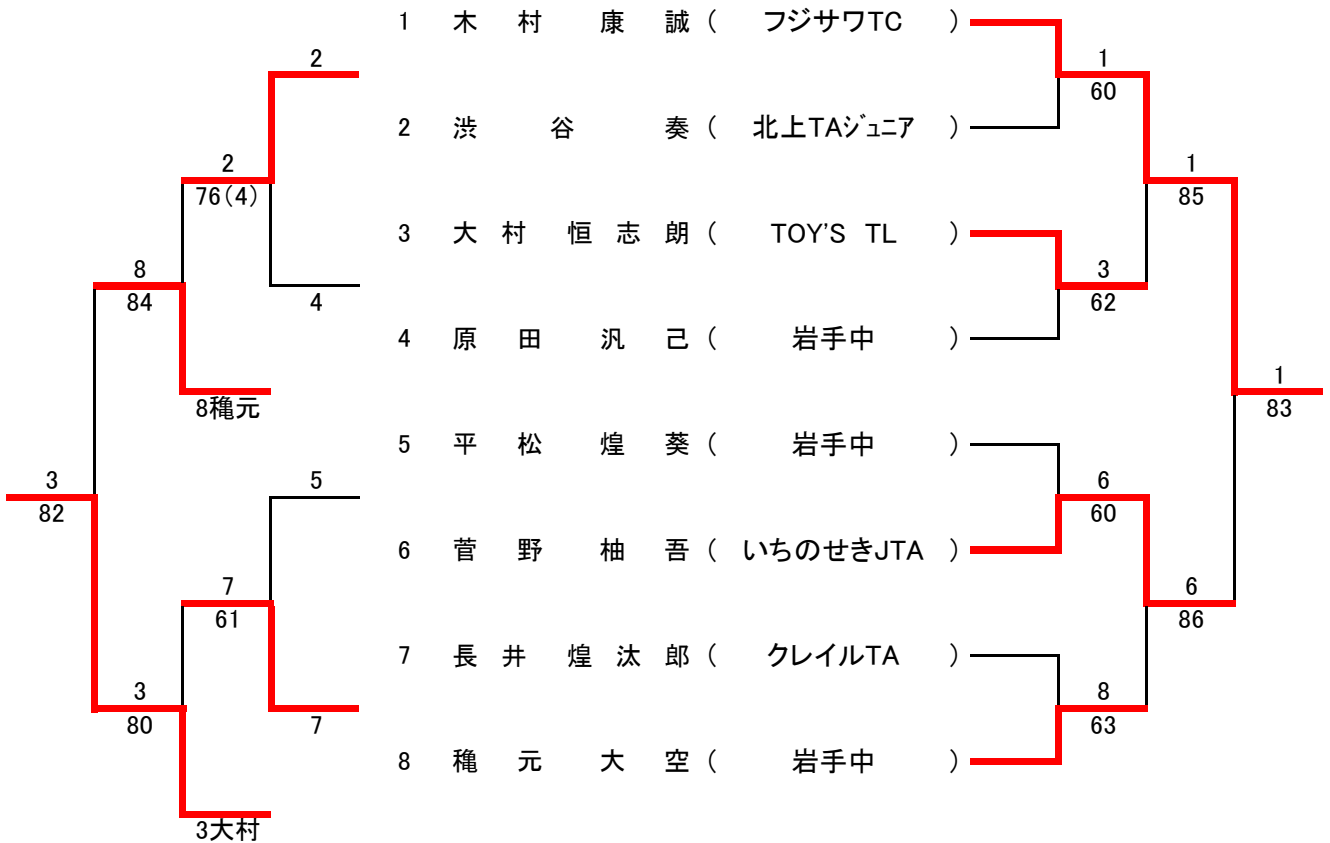 1 木 村 康 誠 ( フジサワTC )
2
1
60
2 渋 谷 奏 ( 北上TAジュニア )
2
76(4)
1
85
3 大 村 恒 志 朗 ( TOY'S TL )
8
84
4
3
62
4 原 田 汎 己 ( 岩手中 )
8穐元
1
83
5 平 松 煌 葵 ( 岩手中 )
3
82
5
6
60
6 菅 野 柚 吾 ( いちのせきJTA )
7
61
6
86
7 長 井 煌 汰 郎 ( クレイルTA )
3
80
7
8
63
8 穐 元 大 空 ( 岩手中 )
3大村